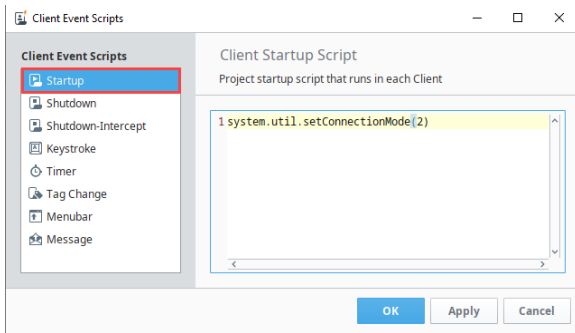 Client Event Scripts
Client Event Scripts
Startup
Shutdown
Shutdown-Intercept
Keystroke
Timer
Tag Change
Menubar
Message
Client Startup Script
Project startup script that runs in each Client
1 system.util.setConnectionMode(2)
OK
Apply
Cancel